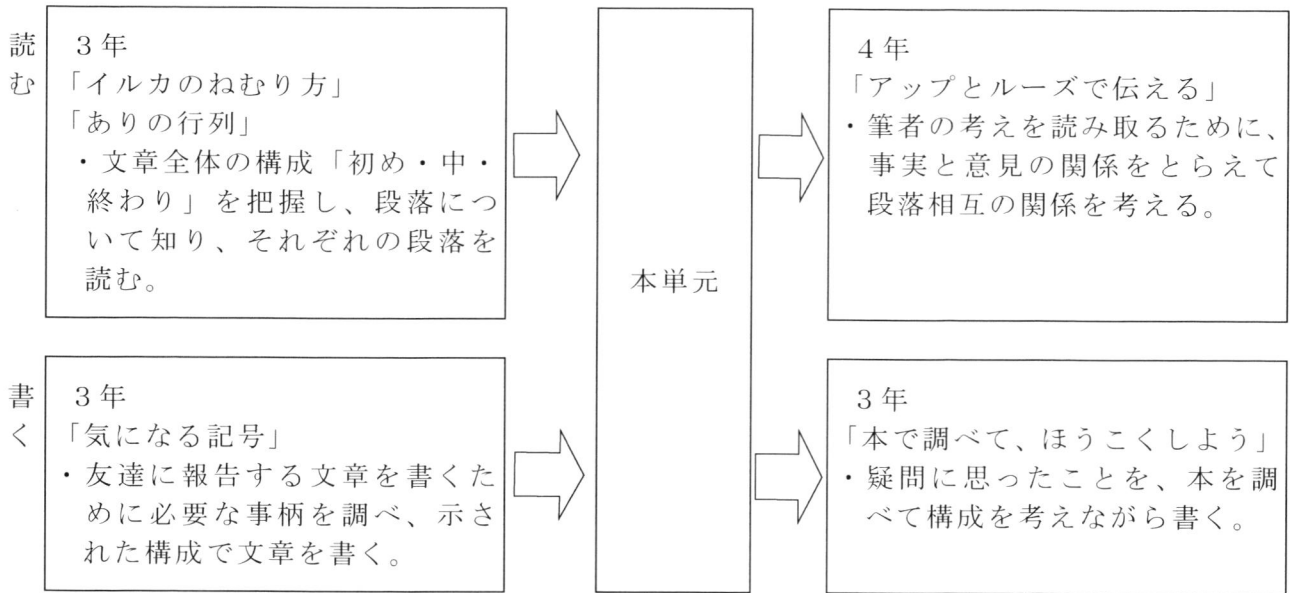 読む
3年
「イルカのねむり方」
「ありの行列」
・文章全体の構成「初め・中・
終わり」を把握し、段落につ
いて知り、それぞれの段落を
読む。
本単元
4年
「アップとルーズで伝える」
・筆者の考えを読み取るために、
事実と意見の関係をとらえて
段落相互の関係を考える。
書く
3年
「気になる記号」
・友達に報告する文章を書くた
めに必要な事柄を調べ、示さ
れた構成で文章を書く。
3年
「本で調べて、ほうこくしよう」
・疑問に思ったことを、本を調
べて構成を考えながら書く。